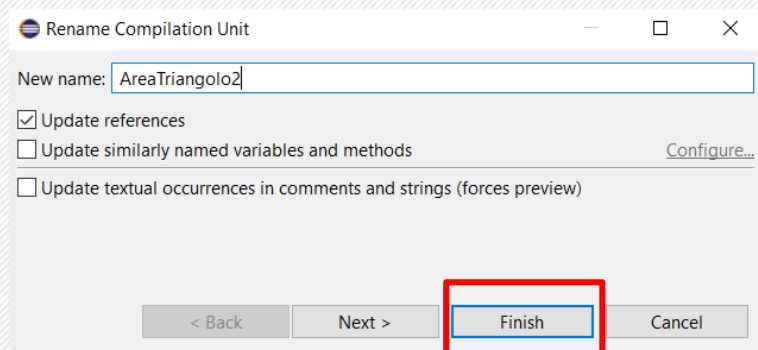 Rename Compilation Unit
New name: AreaTriangolo2
Update references
Update similarly named variables and methods Configure...
Update textual occurrences in comments and strings (forces preview)
< Back Next > Finish Cancel